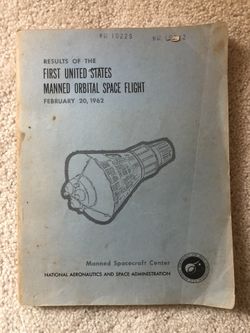 RESULTS OF THE
FIRST UNITED STATES
MANNED ORBITAL SPACE FLIGHT
FEBRUARY 20, 1962
Manned Spacecraft Center
NATIONAL AERONAUTICS AND SPACE ADMINISTRATION